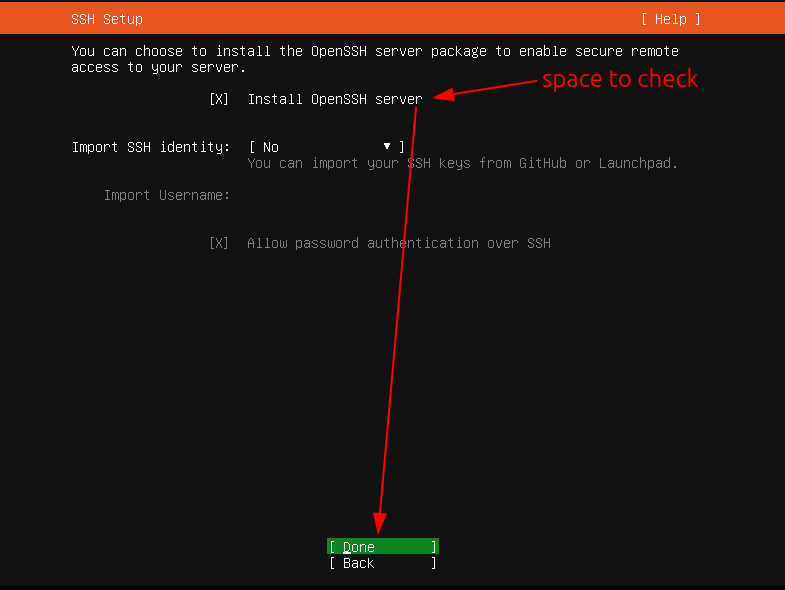 SSH Setup [ Help ]
You can choose to install the OpenSSH server package to enable secure remote
access to your server.
space to check
[X] Install OpenSSH server
Import SSH identity: [ No ▼ ]
You can import your SSH keys from GitHub or Launchpad.
Import Username:
[X] Allow password authentication over SSH
[ Done ]
[ Back ]